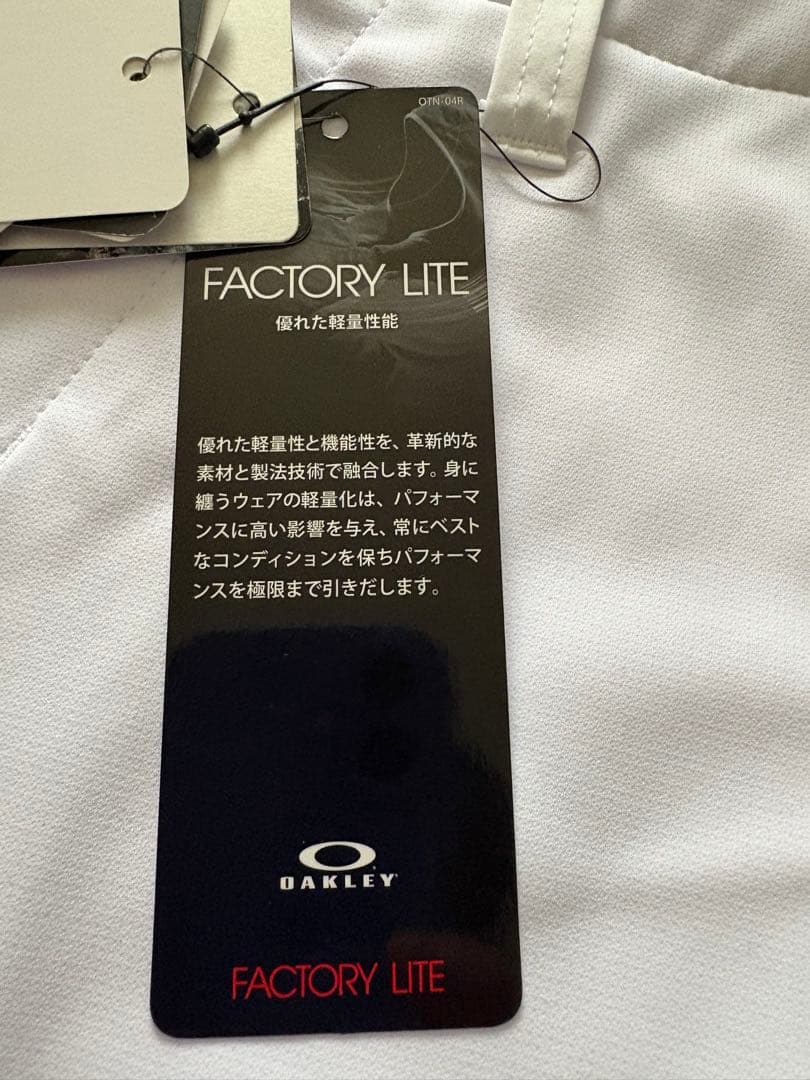 OTN-04R
FACTORY LITE
優れた軽量性能
優れた軽量性と機能性を、革新的な
素材と製法技術で融合します。身に
纏うウェアの軽量化は、パフォーマ
ンスに高い影響を与え、常にベスト
なコンディションを保ちパフォーマ
ンスを極限まで引きだします。
OAKLEY
FACTORY LITE